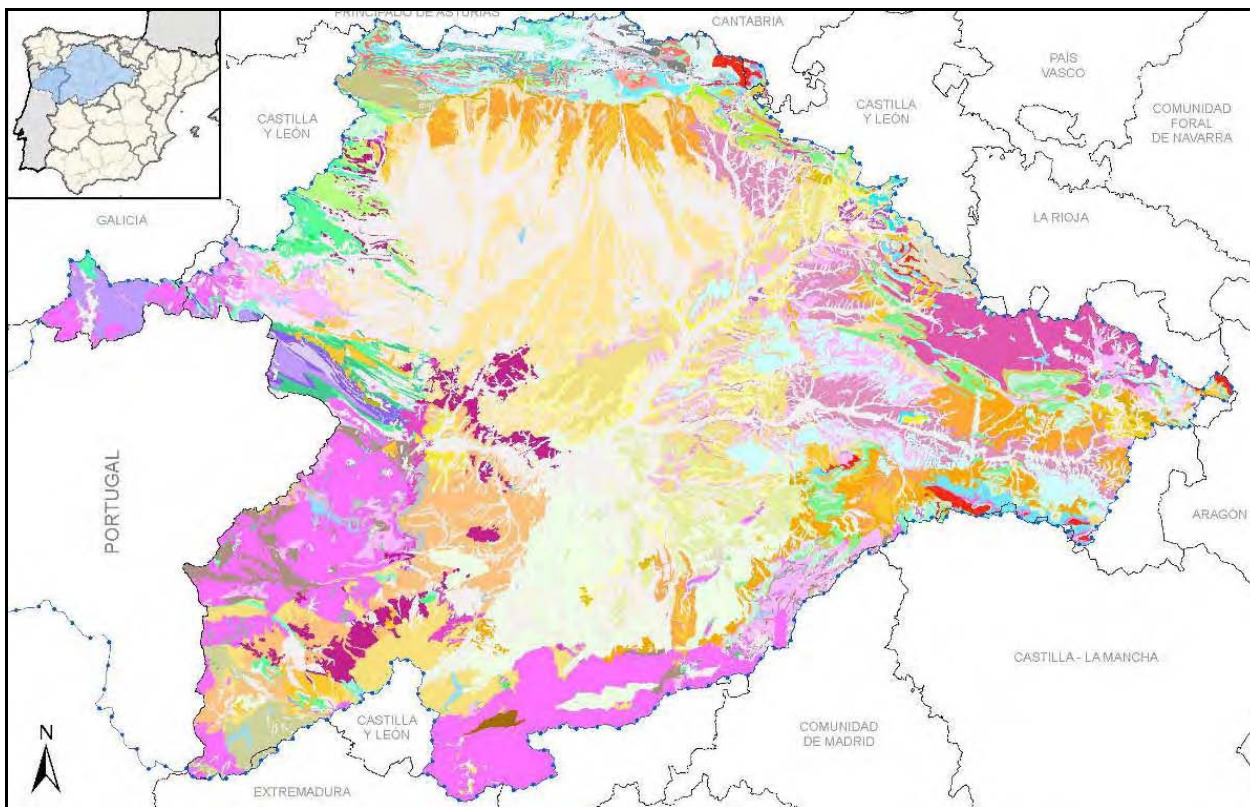 PRINCIPADO DE ASTURIAS
CANTABRIA
PAÍS
VASCO
CASTILLA
Y LEÓN
CASTILLA
Y LEÓN
COMUNIDAD
FORAL
DE NAVARRA
GALICIA
LA RIOJA
PORTUGAL
ARAGÓN
CASTILLA - LA MANCHA
CASTILLA
Y LEÓN
COMUNIDAD
DE MADRID
N
EXTREMADURA